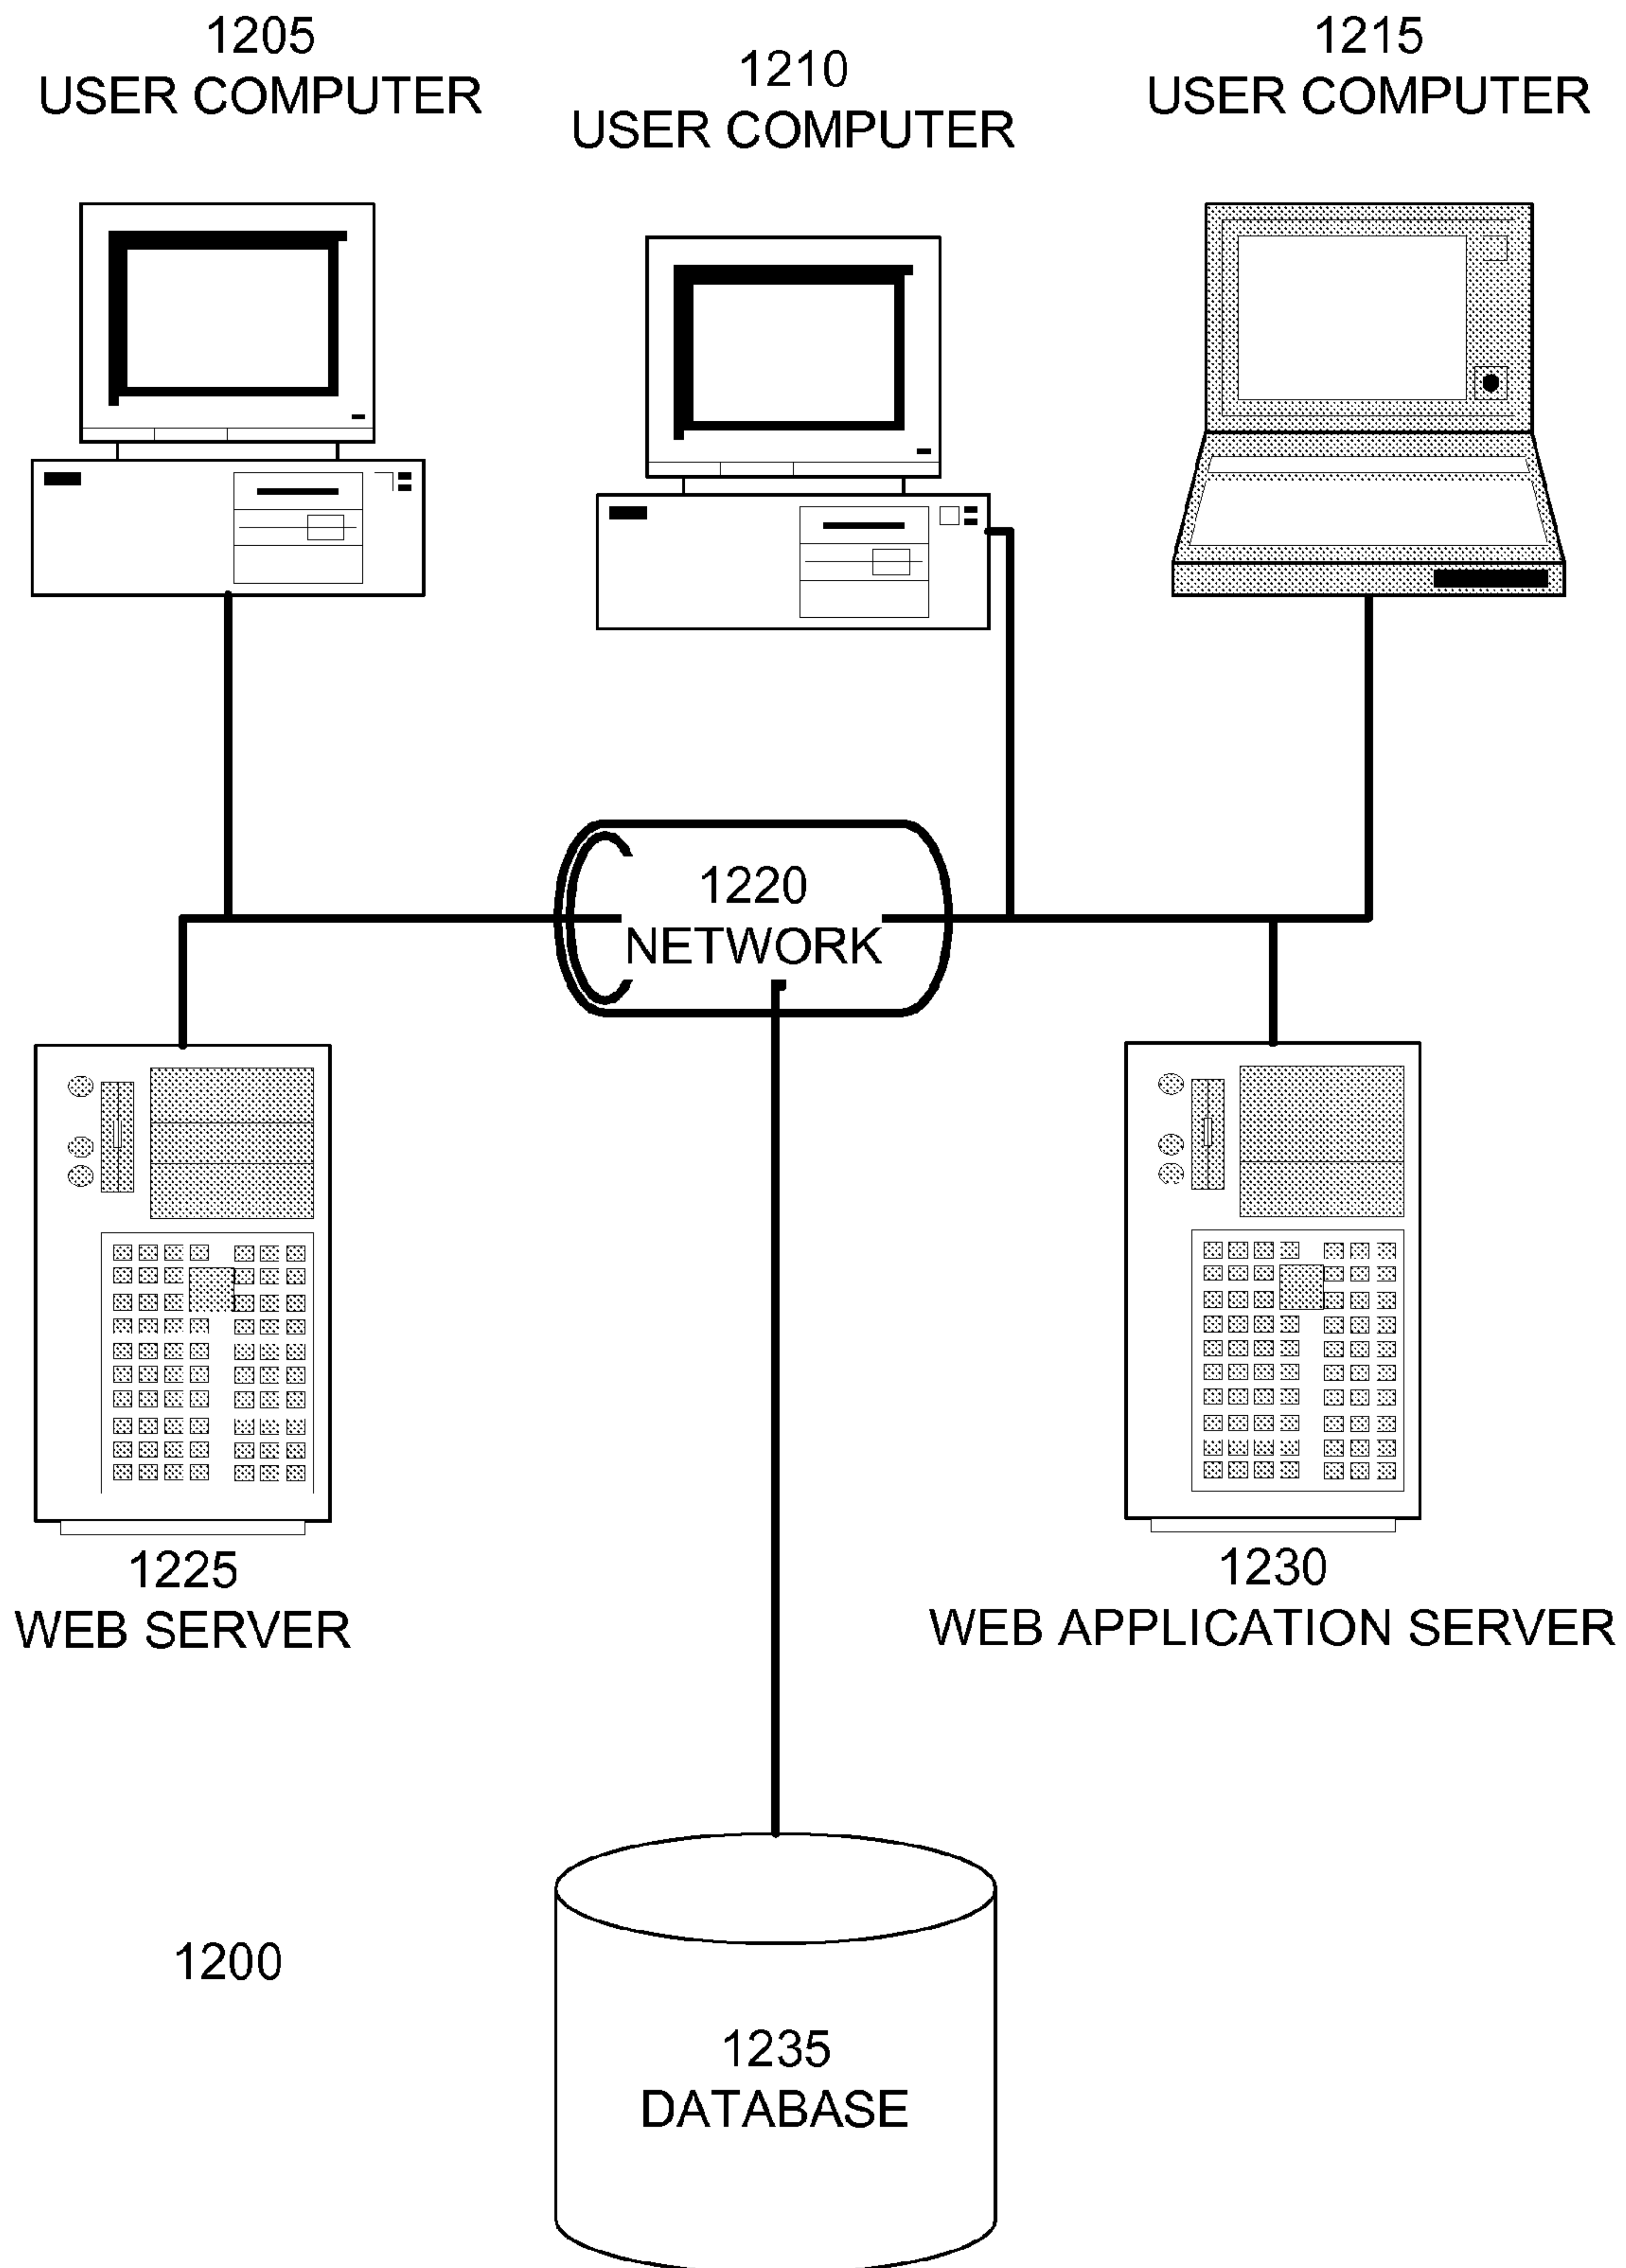 1205
USER COMPUTER
1210
USER COMPUTER
1215
USER COMPUTER
1220
NETWORK
1225
WEB SERVER
1230
WEB APPLICATION SERVER
1200
1235
DATABASE